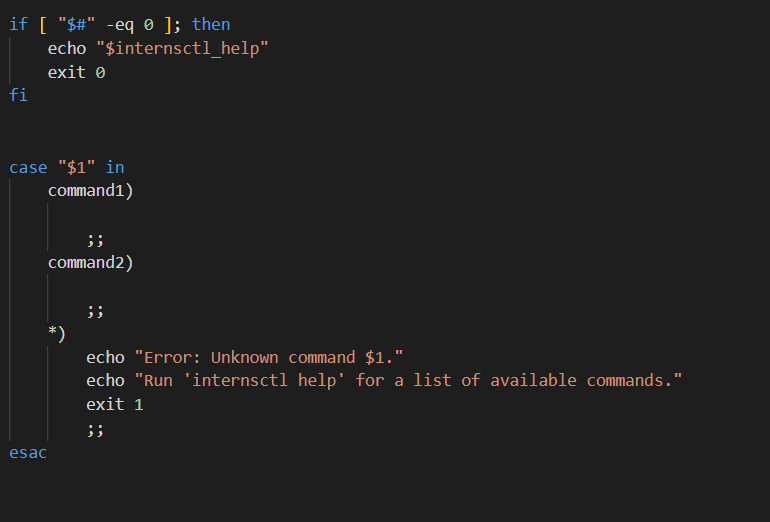 if [ "$#" -eq 0 ]; then
    echo "$internsctl_help"
    exit 0
fi
case "$1" in
    command1)
        ;;
    command2)
        ;;
    *)
        echo "Error: Unknown command $1."
        echo "Run 'internsctl help' for a list of available commands."
        exit 1
        ;;
esac